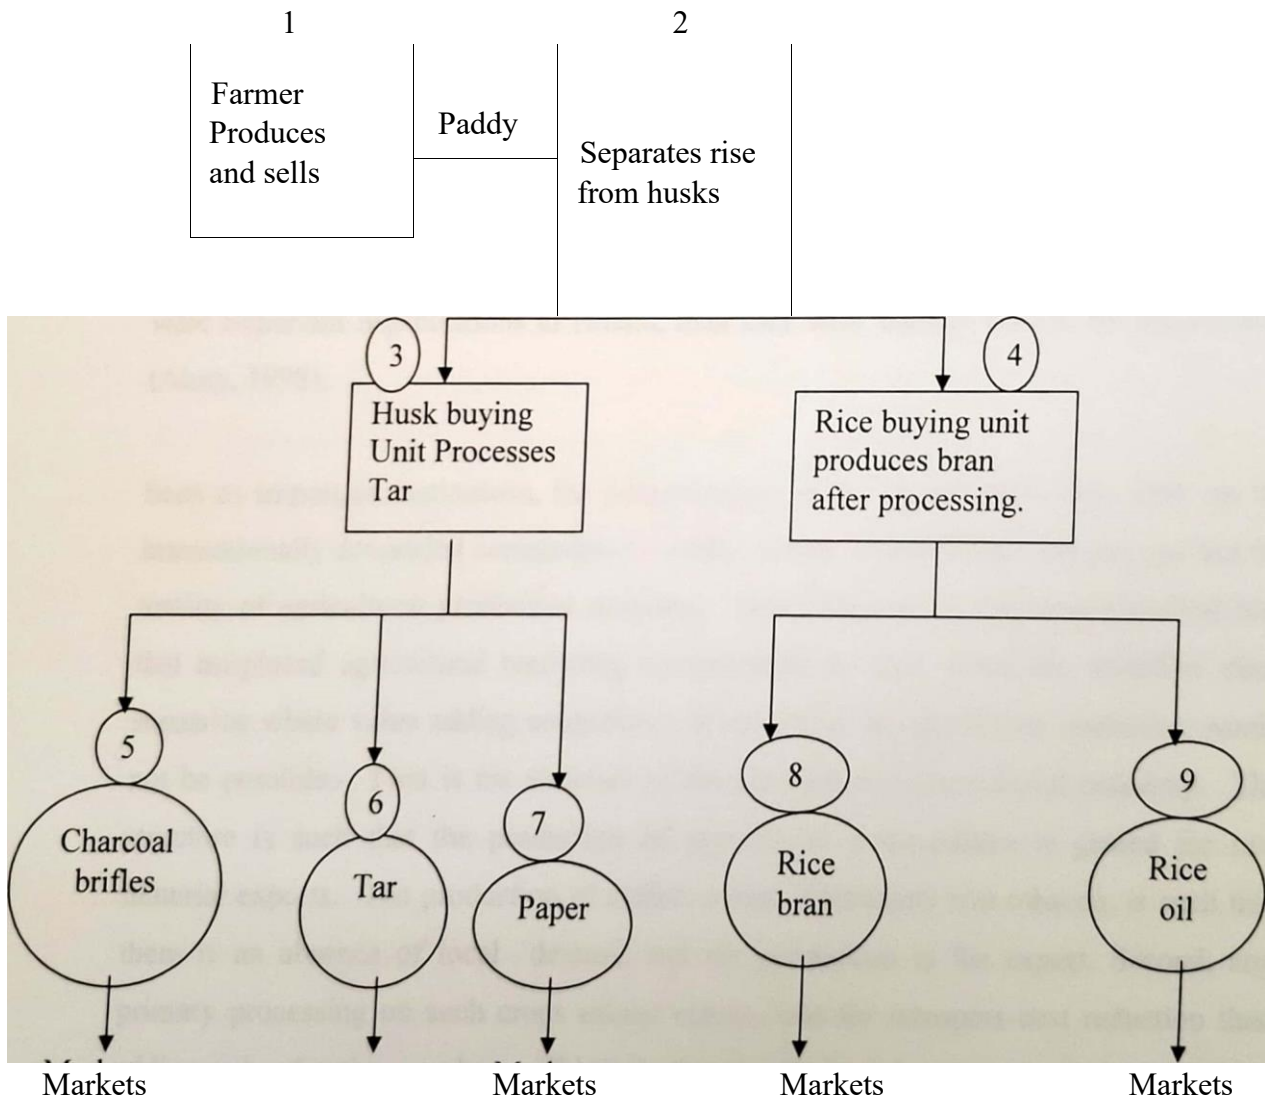 1
2
Farmer
Produces
and sells
Paddy
Separates rise
from husks
3
4
Husk buying
Unit Processes
Tar
Rice buying unit
produces bran
after processing.
5
6
7
8
9
Charcoal
brifles
Tar
Paper
Rice
bran
Rice
oil
Markets
Markets
Markets
Markets